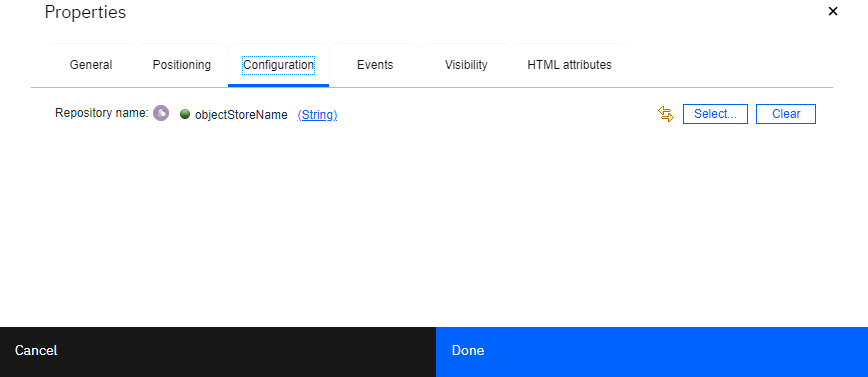 Properties
General Positioning Configuration Events Visibility HTML attributes
Repository name: objectStoreName (String) Select... Clear
Cancel Done